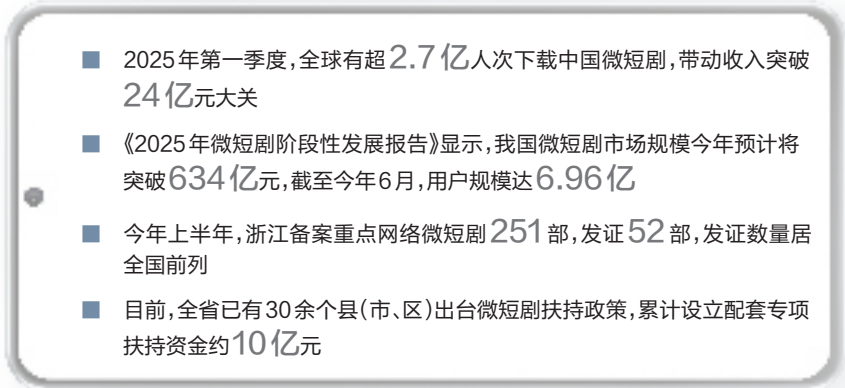 2025年第一季度,全球有超2.7亿人次下载中国微短剧,带动收入突破
24亿元大关
《2025年微短剧阶段性发展报告》显示,我国微短剧市场规模今年预计将
突破634亿元,截至今年6月,用户规模达6.96亿
今年上半年,浙江备案重点网络微短剧251部,发证52部,发证数量居
全国前列
目前,全省已有30余个县(市、区)出台微短剧扶持政策,累计设立配套专项
扶持资金约10亿元